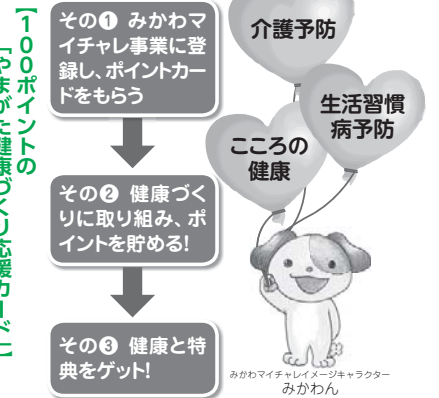 【100ポイントの
「やまがた健康づくり応援カード」】
その❶ みかわマ
イチャレ事業に登
録し、ポイントカー
ドをもらう
その❷ 健康づく
りに取り組み、ポ
イントを貯める!
その❸ 健康と特
典をゲット!
介護予防
生活習慣
病予防
こころの
健康
みかわマイチャレイメージキャラクター
みかわん